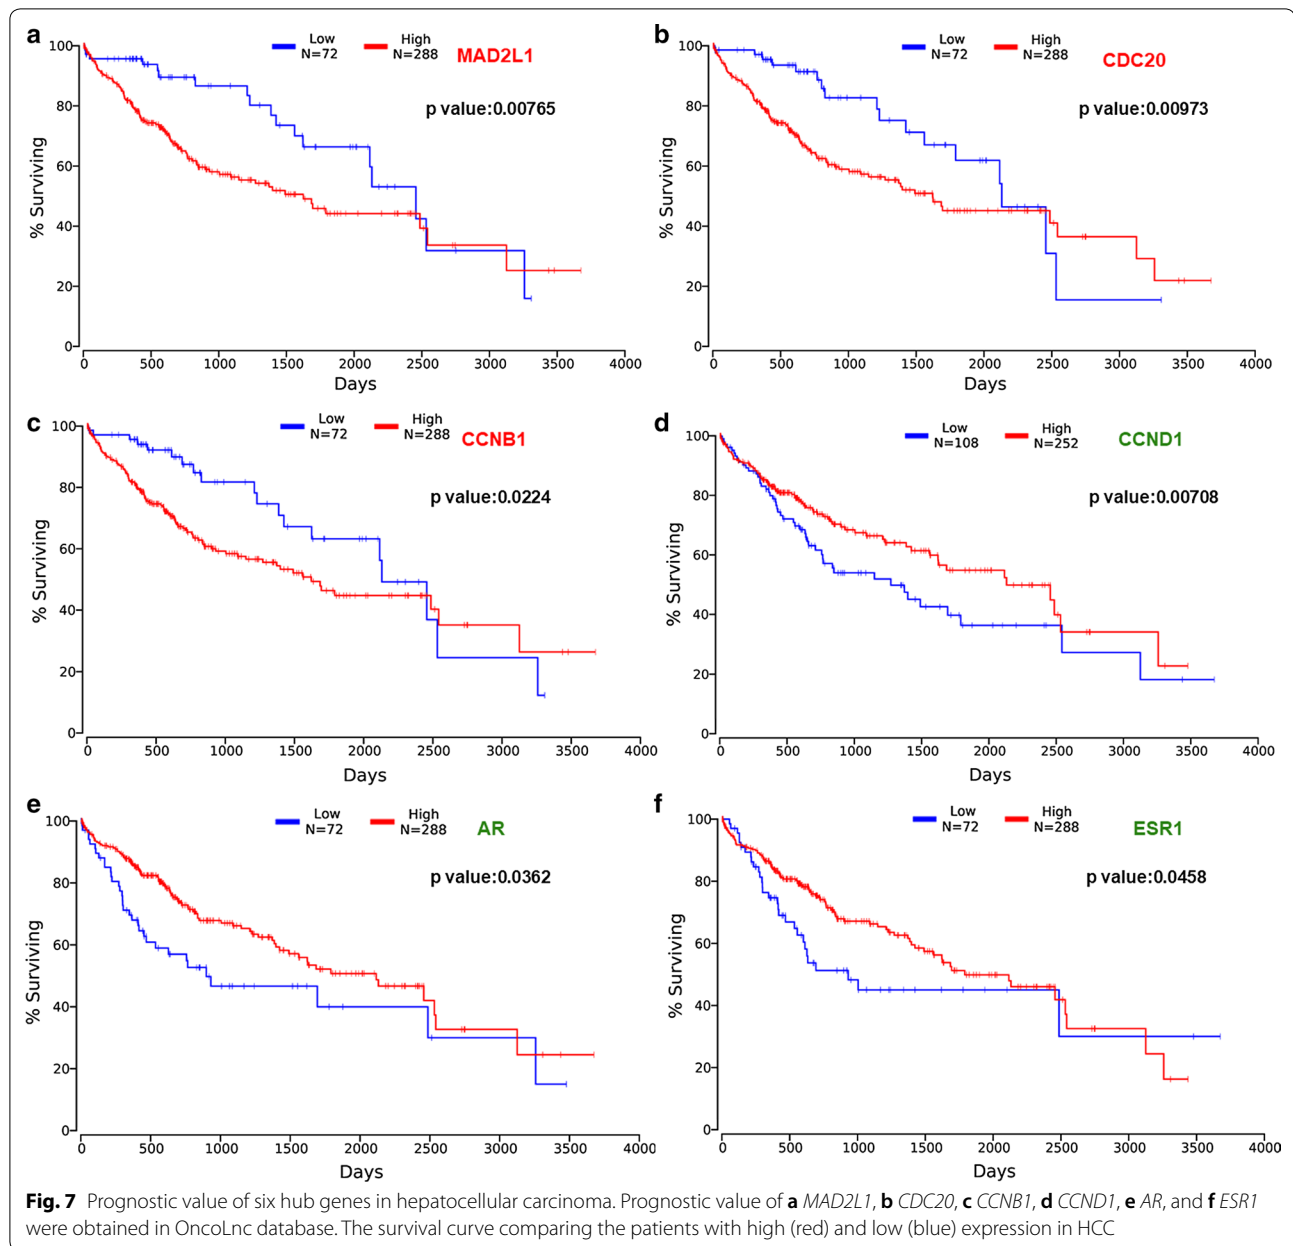 a
Low
N=72
High
N=288
MAD2L1
p value:0.00765
100
80
60
40
20
0
% Surviving
0 500 1000 1500 2000 2500 3000 3500 4000
Days
b
Low
N=72
High
N=288
CDC20
p value:0.00973
100
80
60
40
20
0
% Surviving
0 500 1000 1500 2000 2500 3000 3500 4000
Days
c
Low
N=72
High
N=288
CCNB1
p value:0.0224
100
80
60
40
20
0
% Surviving
0 500 1000 1500 2000 2500 3000 3500 4000
Days
d
Low
N=108
High
N=252
CCND1
p value:0.00708
100
80
60
40
20
0
% Surviving
0 500 1000 1500 2000 2500 3000 3500 4000
Days
e
Low
N=72
High
N=288
AR
p value:0.0362
100
80
60
40
20
0
% Surviving
0 500 1000 1500 2000 2500 3000 3500 4000
Days
f
Low
N=72
High
N=288
ESR1
p value:0.0458
100
80
60
40
20
0
% Surviving
0 500 1000 1500 2000 2500 3000 3500 4000
Days
Fig. 7 Prognostic value of six hub genes in hepatocellular carcinoma. Prognostic value of a MAD2L1, b CDC20, c CCNB1, d CCND1, e AR, and f ESR1
were obtained in OncoLnc database. The survival curve comparing the patients with high (red) and low (blue) expression in HCC